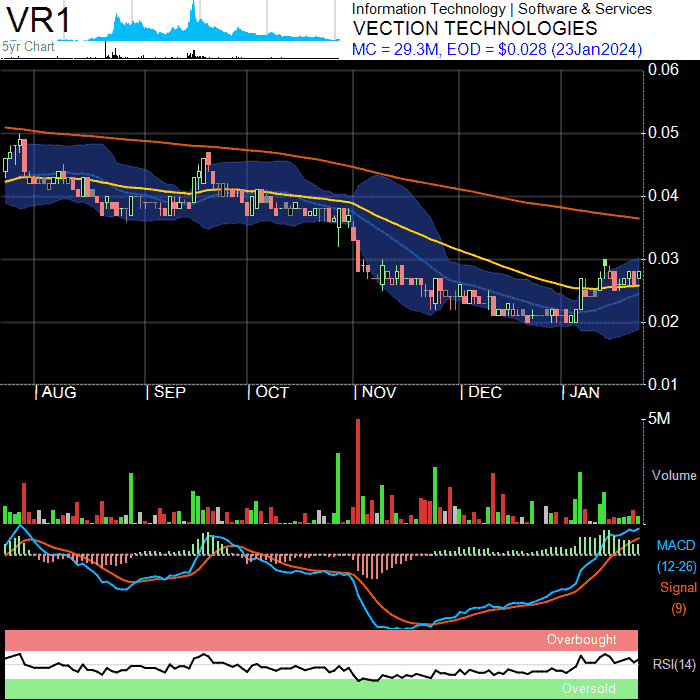 VR1
5yr Chart
Information Technology | Software & Services
VECTION TECHNOLOGIES
MC = 29.3M, EOD = $0.028 (23Jan2024)
0.06
0.05
0.04
0.03
0.02
0.01
| AUG | SEP | OCT | NOV | DEC | JAN
5M
Volume
MACD
(12-26)
Signal
(9)
Overbought
RSI(14)
Oversold